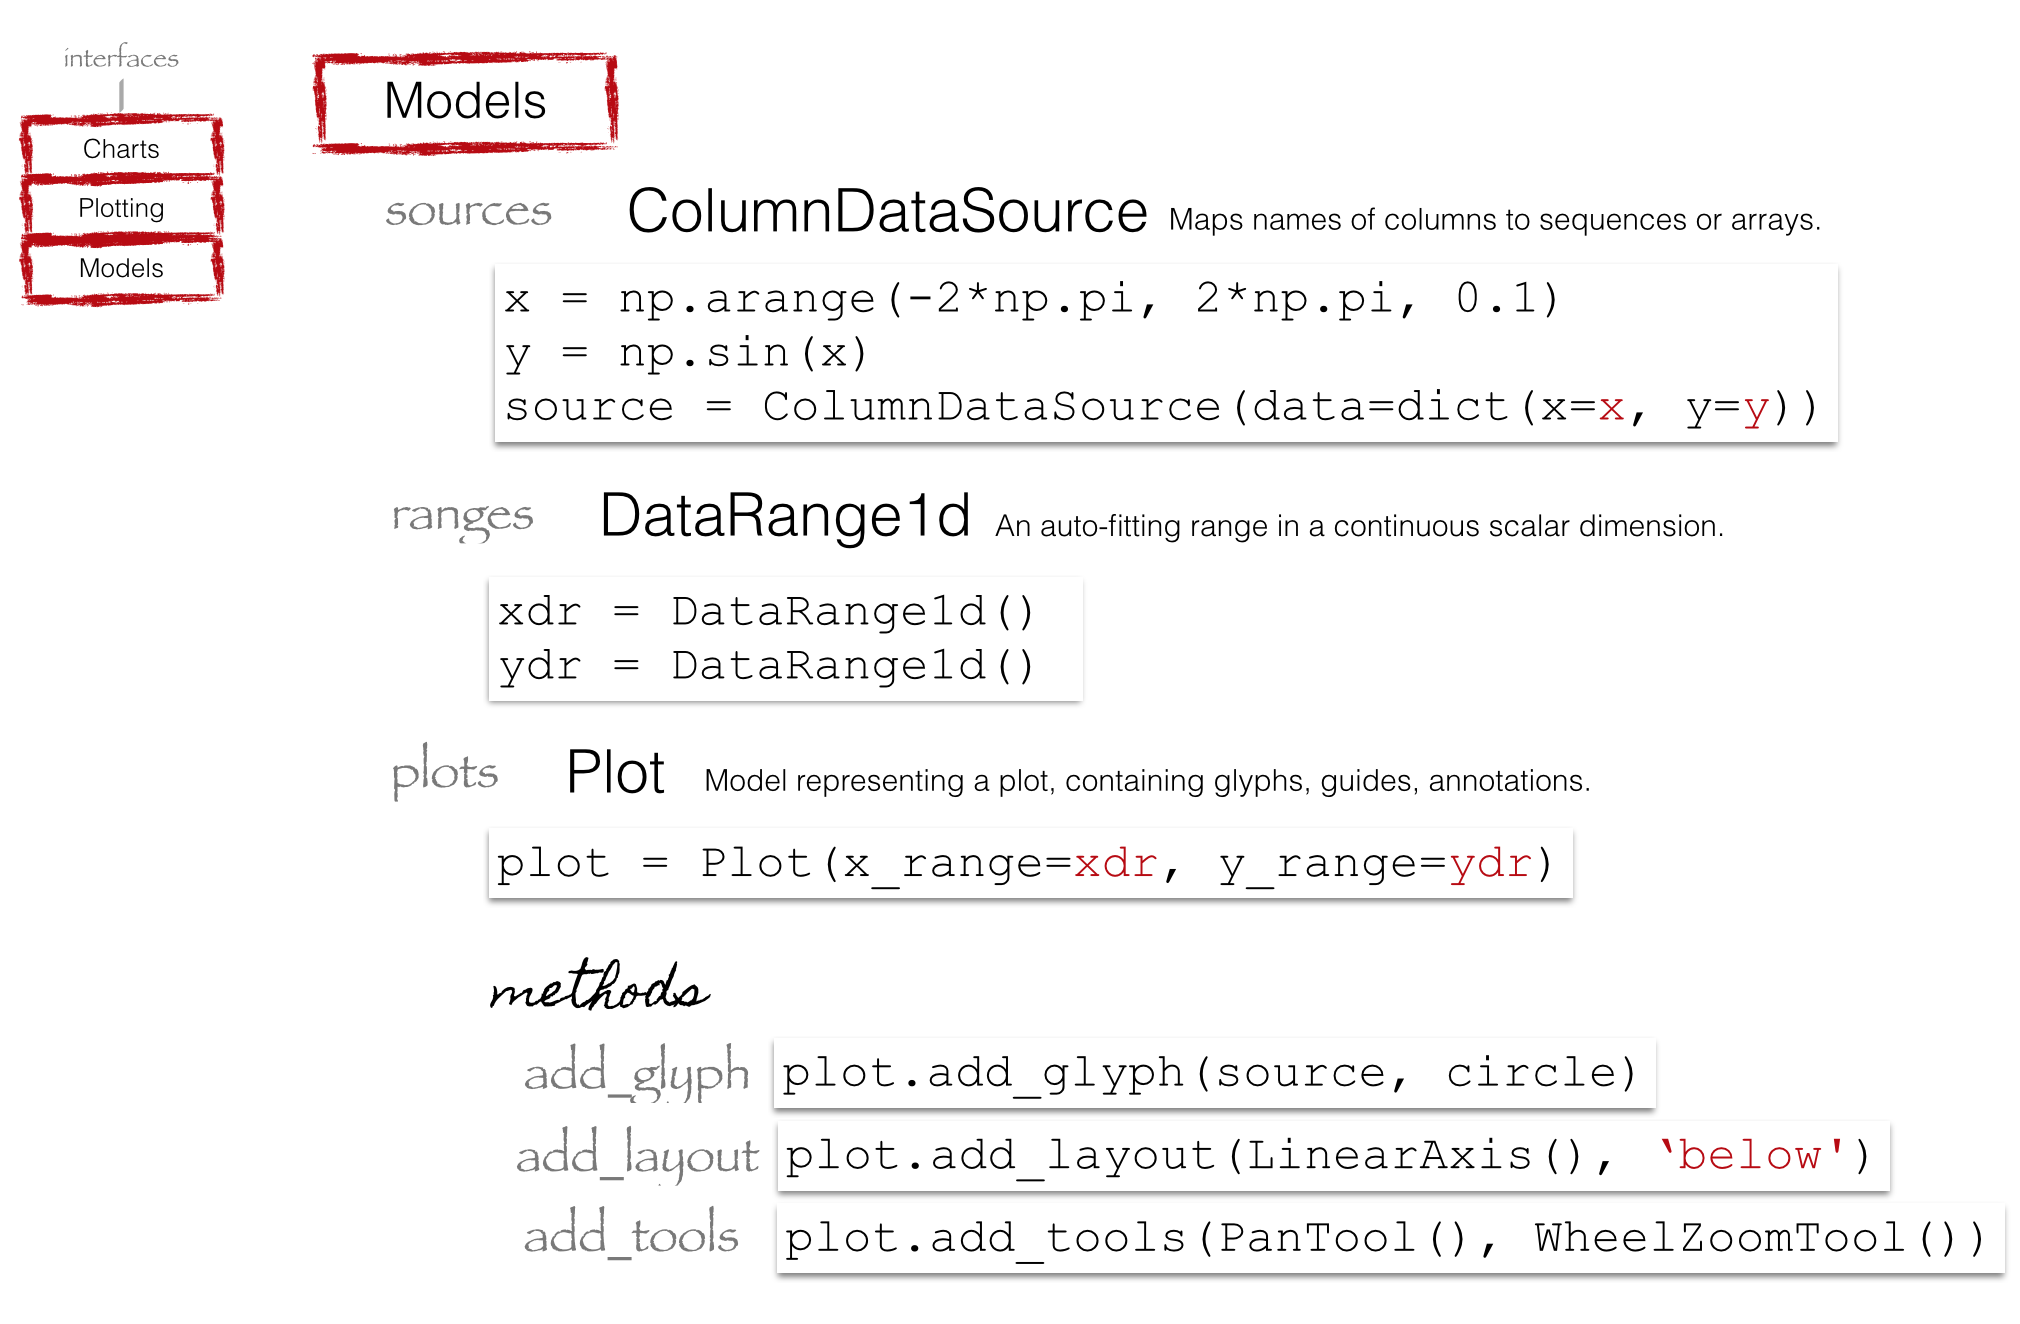 interfaces
Charts
Plotting
Models
Models
sources ColumnDataSource Maps names of columns to sequences or arrays.
x = np.arange(-2*np.pi, 2*np.pi, 0.1)
y = np.sin(x)
source = ColumnDataSource(data=dict(x=x, y=y))
ranges DataRange1d An auto-fitting range in a continuous scalar dimension.
xdr = DataRange1d()
ydr = DataRange1d()
plots Plot Model representing a plot, containing glyphs, guides, annotations.
plot = Plot(x_range=xdr, y_range=ydr)
methods
add_glyph plot.add_glyph(source, circle)
add_layout plot.add_layout(LinearAxis(), ‘below')
add_tools plot.add_tools(PanTool(), WheelZoomTool())